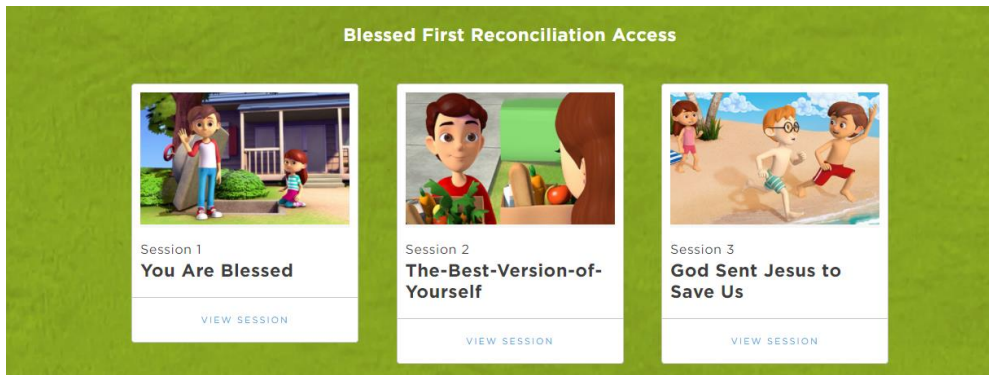 Blessed First Reconciliation Access
Session 1
You Are Blessed
VIEW SESSION
Session 2
The-Best-Version-of-
Yourself
VIEW SESSION
Session 3
God Sent Jesus to
Save Us
VIEW SESSION